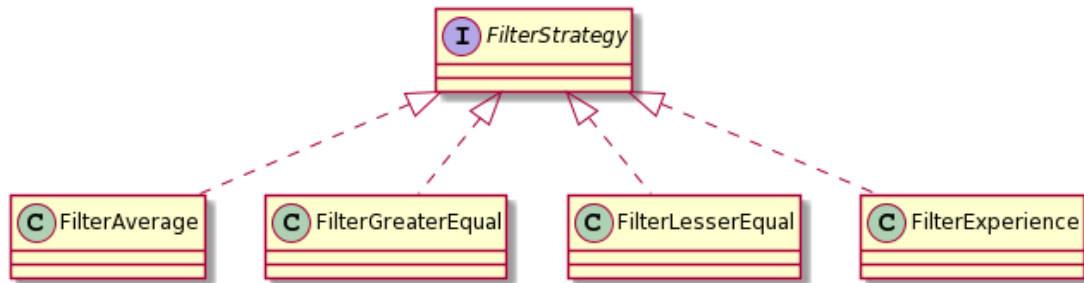 I FilterStrategy
C FilterAverage
C FilterGreaterEqual
C FilterLesserEqual
C FilterExperience